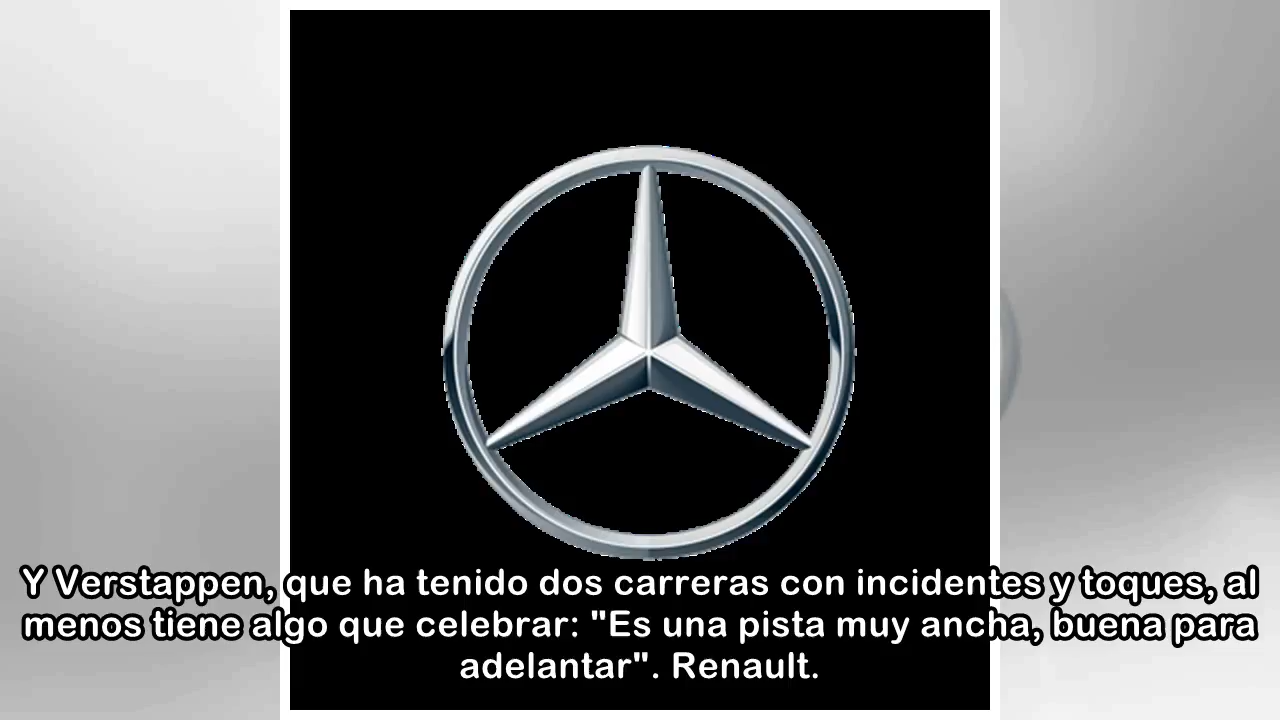 Y Verstappen, que ha tenido dos carreras con incidentes y toques, al
menos tiene algo que celebrar: "Es una pista muy ancha, buena para
adelantar". Renault.